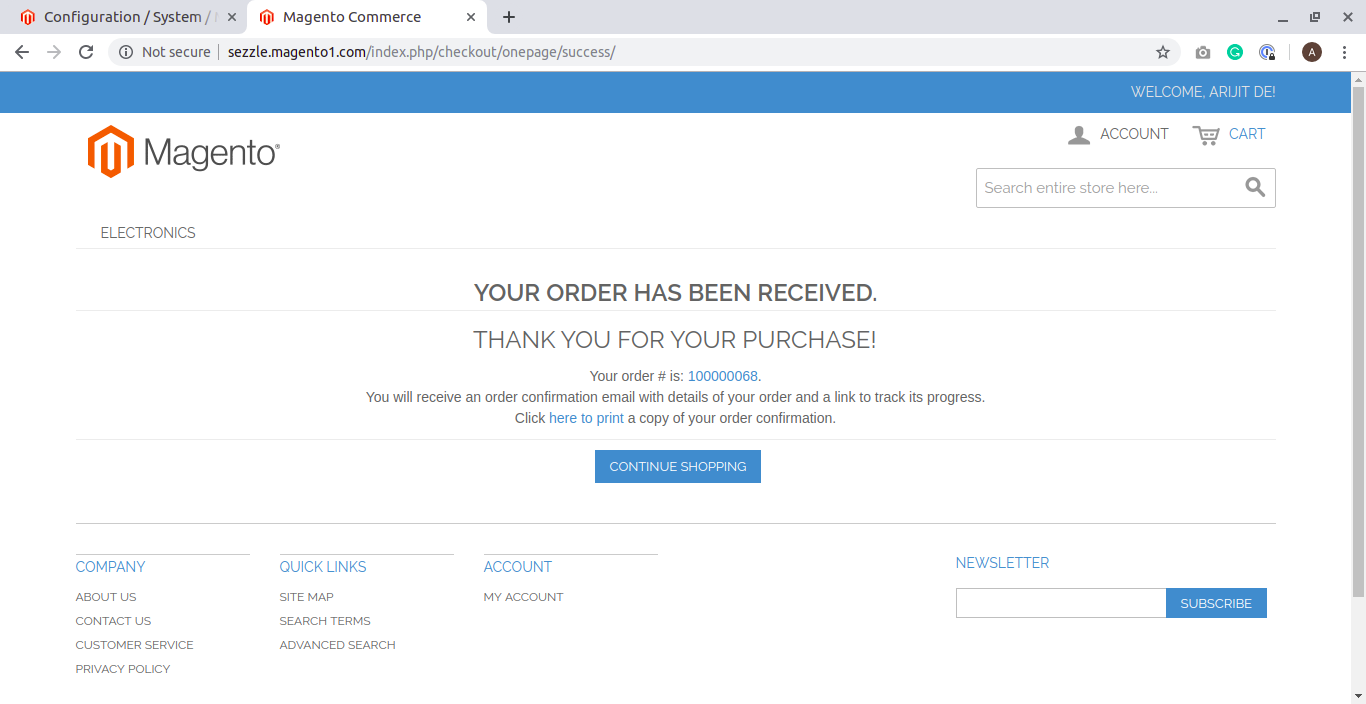 Configuration / System /
Magento Commerce
Not secure
sezzle.magento1.com/index.php/checkout/onepage/success/
A
WELCOME, ARIJIT DE!
Magento®
ACCOUNT
CART
Search entire store here...
ELECTRONICS
YOUR ORDER HAS BEEN RECEIVED.
THANK YOU FOR YOUR PURCHASE!
Your order # is: 100000068.
You will receive an order confirmation email with details of your order and a link to track its progress.
Click here to print a copy of your order confirmation.
CONTINUE SHOPPING
COMPANY
ABOUT US
CONTACT US
CUSTOMER SERVICE
PRIVACY POLICY
QUICK LINKS
SITE MAP
SEARCH TERMS
ADVANCED SEARCH
ACCOUNT
MY ACCOUNT
NEWSLETTER
SUBSCRIBE